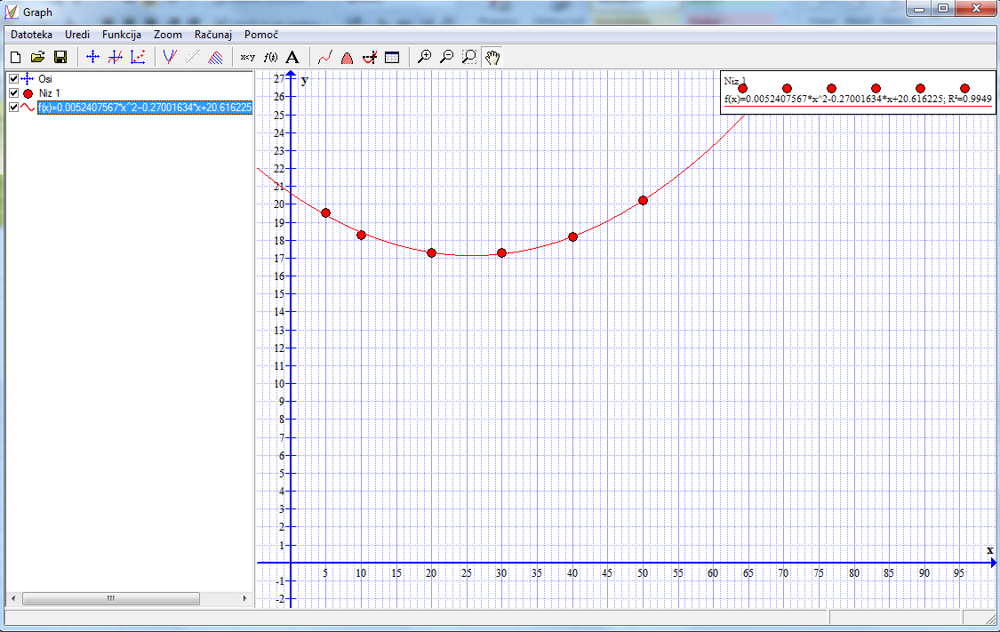 Graph
Datoteka Uredi Funkcija Zoom Računaj Pomoč
x=y f(x) A
Osi
Niz 1
f(x)=0.0052407567*x^2-0.27001634*x+20.616225
y
27
26
25
24
23
22
21
20
19
18
17
16
15
14
13
12
11
10
9
8
7
6
5
4
3
2
1
-1
-2
Niz 1
f(x)=0.0052407567*x^2-0.27001634*x+20.616225; R²=0.9949
x
5 10 15 20 25 30 35 40 45 50 55 60 65 70 75 80 85 90 95